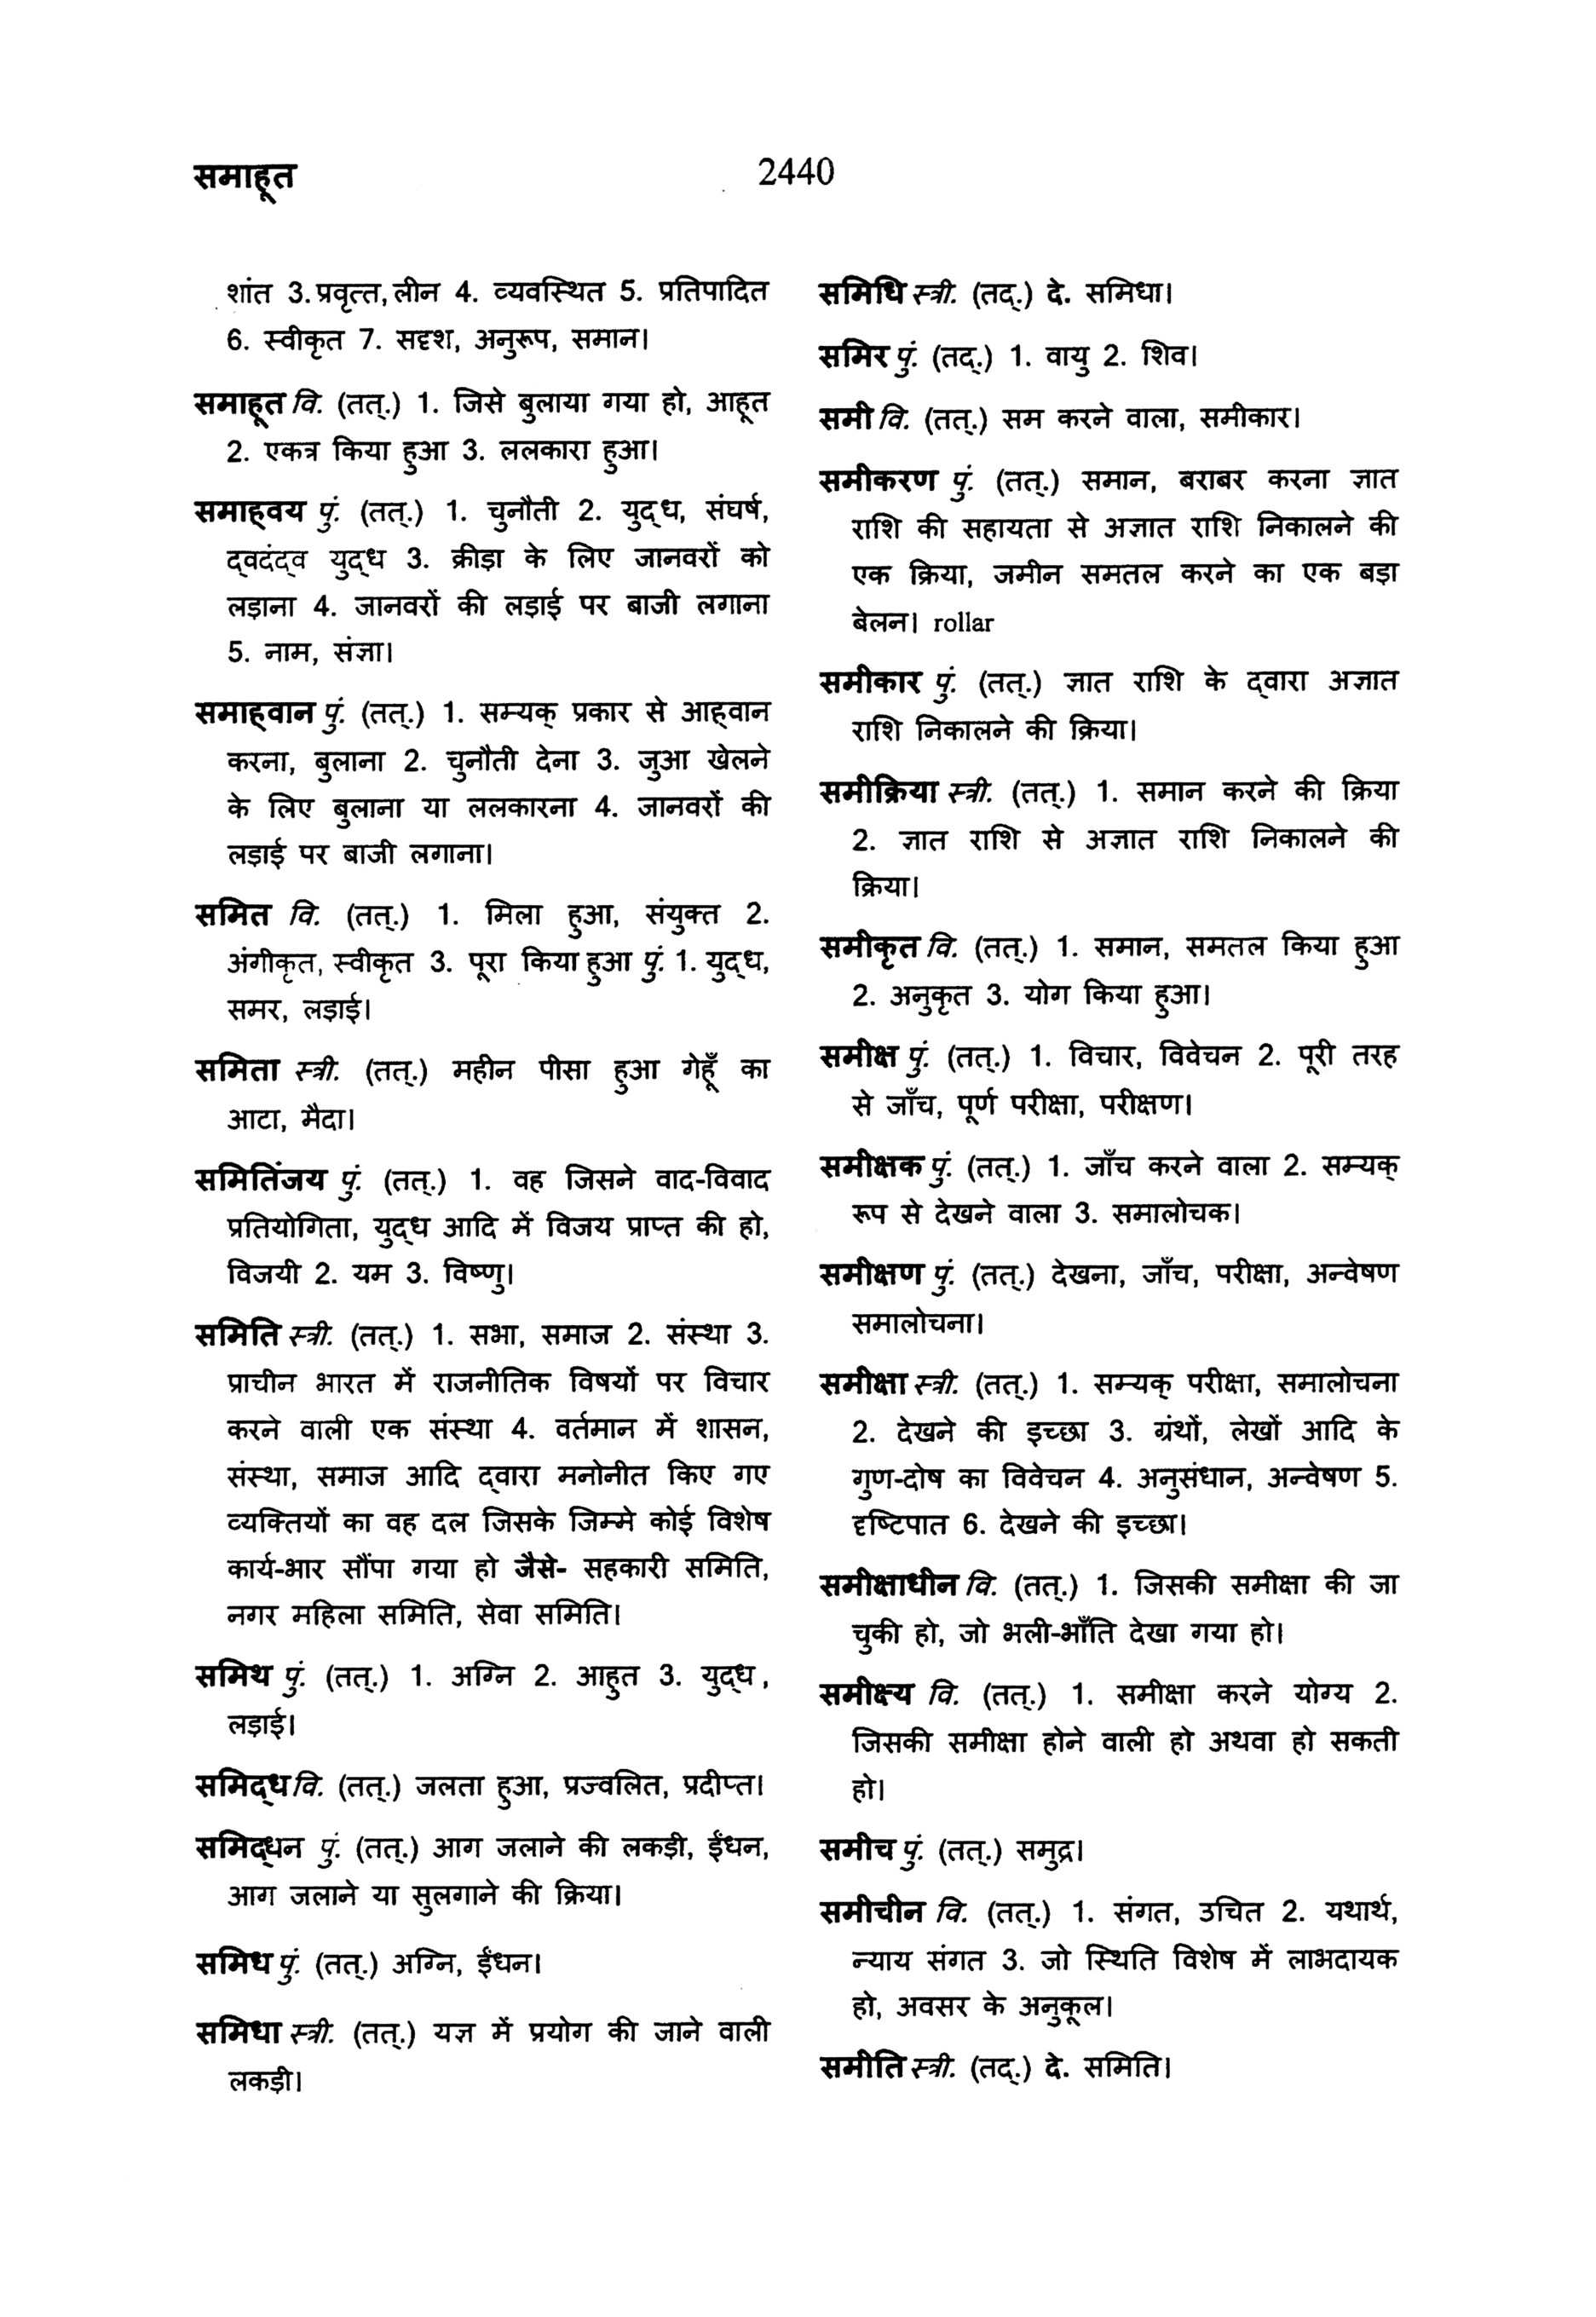 समाहूत
2440
शांत 3. प्रवृत्त, लीन 4. व्यवस्थित 5. प्रतिपादित
6. स्वीकृत 7. सदृश, अनुरूप, समान।
समाहूत वि. (तत्.) 1. जिसे बुलाया गया हो, आहूत
2. एकत्र किया हुआ 3. ललकारा हुआ।
समाह्वय पुं. (तत्.) 1. चुनौती 2. युद्ध, संघर्ष,
द्वदंद्व युद्ध 3. क्रीड़ा के लिए जानवरों को
लड़ाना 4. जानवरों की लड़ाई पर बाजी लगाना
5. नाम, संज्ञा।
समाह्वान पुं. (तत्.) 1. सम्यक् प्रकार से आह्वान
करना, बुलाना 2. चुनौती देना 3. जुआ खेलने
के लिए बुलाना या ललकारना 4. जानवरों की
लड़ाई पर बाजी लगाना।
समित वि. (तत्.) 1. मिला हुआ, संयुक्त 2.
अंगीकृत, स्वीकृत 3. पूरा किया हुआ पुं. 1. युद्ध,
समर, लड़ाई।
समिता स्त्री. (तत्.) महीन पीसा हुआ गेहूँ का
आटा, मैदा।
समितिंजय पुं. (तत्.) 1. वह जिसने वाद-विवाद
प्रतियोगिता, युद्ध आदि में विजय प्राप्त की हो,
विजयी 2. यम 3. विष्णु।
समिति स्त्री. (तत्.) 1. सभा, समाज 2. संस्था 3.
प्राचीन भारत में राजनीतिक विषयों पर विचार
करने वाली एक संस्था 4. वर्तमान में शासन,
संस्था, समाज आदि द्वारा मनोनीत किए गए
व्यक्तियों का वह दल जिसके जिम्मे कोई विशेष
कार्य-भार सौंपा गया हो जैसे- सहकारी समिति,
नगर महिला समिति, सेवा समिति।
समिथ पुं. (तत्.) 1. अग्नि 2. आहुत 3. युद्ध,
लड़ाई।
समिद्ध वि. (तत्.) जलता हुआ, प्रज्वलित, प्रदीप्त।
समिद्धन पुं. (तत्.) आग जलाने की लकड़ी, ईंधन,
आग जलाने या सुलगाने की क्रिया।
समिध पुं. (तत्.) अग्नि, ईंधन।
समिधा स्त्री. (तत्.) यज्ञ में प्रयोग की जाने वाली
लकड़ी।
समिधि स्त्री. (तद्.) दे. समिधा।
समिर पुं. (तद्.) 1. वायु 2. शिव।
समी वि. (तत्.) सम करने वाला, समीकार।
समीकरण पुं. (तत्.) समान, बराबर करना ज्ञात
राशि की सहायता से अज्ञात राशि निकालने की
एक क्रिया, जमीन समतल करने का एक बड़ा
बेलन। rollar
समीकार पुं. (तत्.) ज्ञात राशि के द्वारा अज्ञात
राशि निकालने की क्रिया।
समीक्रिया स्त्री. (तत्.) 1. समान करने की क्रिया
2. ज्ञात राशि से अज्ञात राशि निकालने की
क्रिया।
समीकृत वि. (तत्.) 1. समान, समतल किया हुआ
2. अनुकृत 3. योग किया हुआ।
समीक्ष पुं. (तत्.) 1. विचार, विवेचन 2. पूरी तरह
से जाँच, पूर्ण परीक्षा, परीक्षण।
समीक्षक पुं. (तत्.) 1. जाँच करने वाला 2. सम्यक्
रूप से देखने वाला 3. समालोचक।
समीक्षण पुं. (तत्.) देखना, जाँच, परीक्षा, अन्वेषण
समालोचना।
समीक्षा स्त्री. (तत्.) 1. सम्यक् परीक्षा, समालोचना
2. देखने की इच्छा 3. ग्रंथों, लेखों आदि के
गुण-दोष का विवेचन 4. अनुसंधान, अन्वेषण 5.
दृष्टिपात 6. देखने की इच्छा।
समीक्षाधीन वि. (तत्.) 1. जिसकी समीक्षा की जा
चुकी हो, जो भली-भाँति देखा गया हो।
समीक्ष्य वि. (तत्.) 1. समीक्षा करने योग्य 2.
जिसकी समीक्षा होने वाली हो अथवा हो सकती
हो।
समीच पुं. (तत्.) समुद्र।
समीचीन वि. (तत्.) 1. संगत, उचित 2. यथार्थ,
न्याय संगत 3. जो स्थिति विशेष में लाभदायक
हो, अवसर के अनुकूल।
समीति स्त्री. (तद्.) दे. समिति।